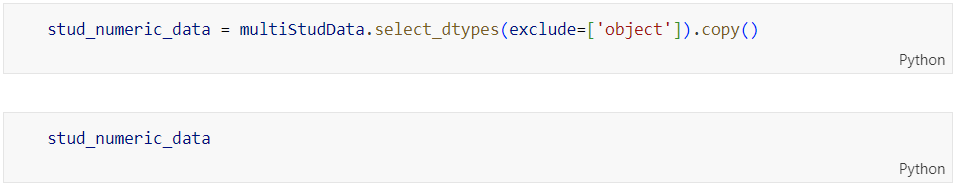 stud_numeric_data = multiStudData.select_dtypes(exclude=['object']).copy()
Python
stud_numeric_data
Python